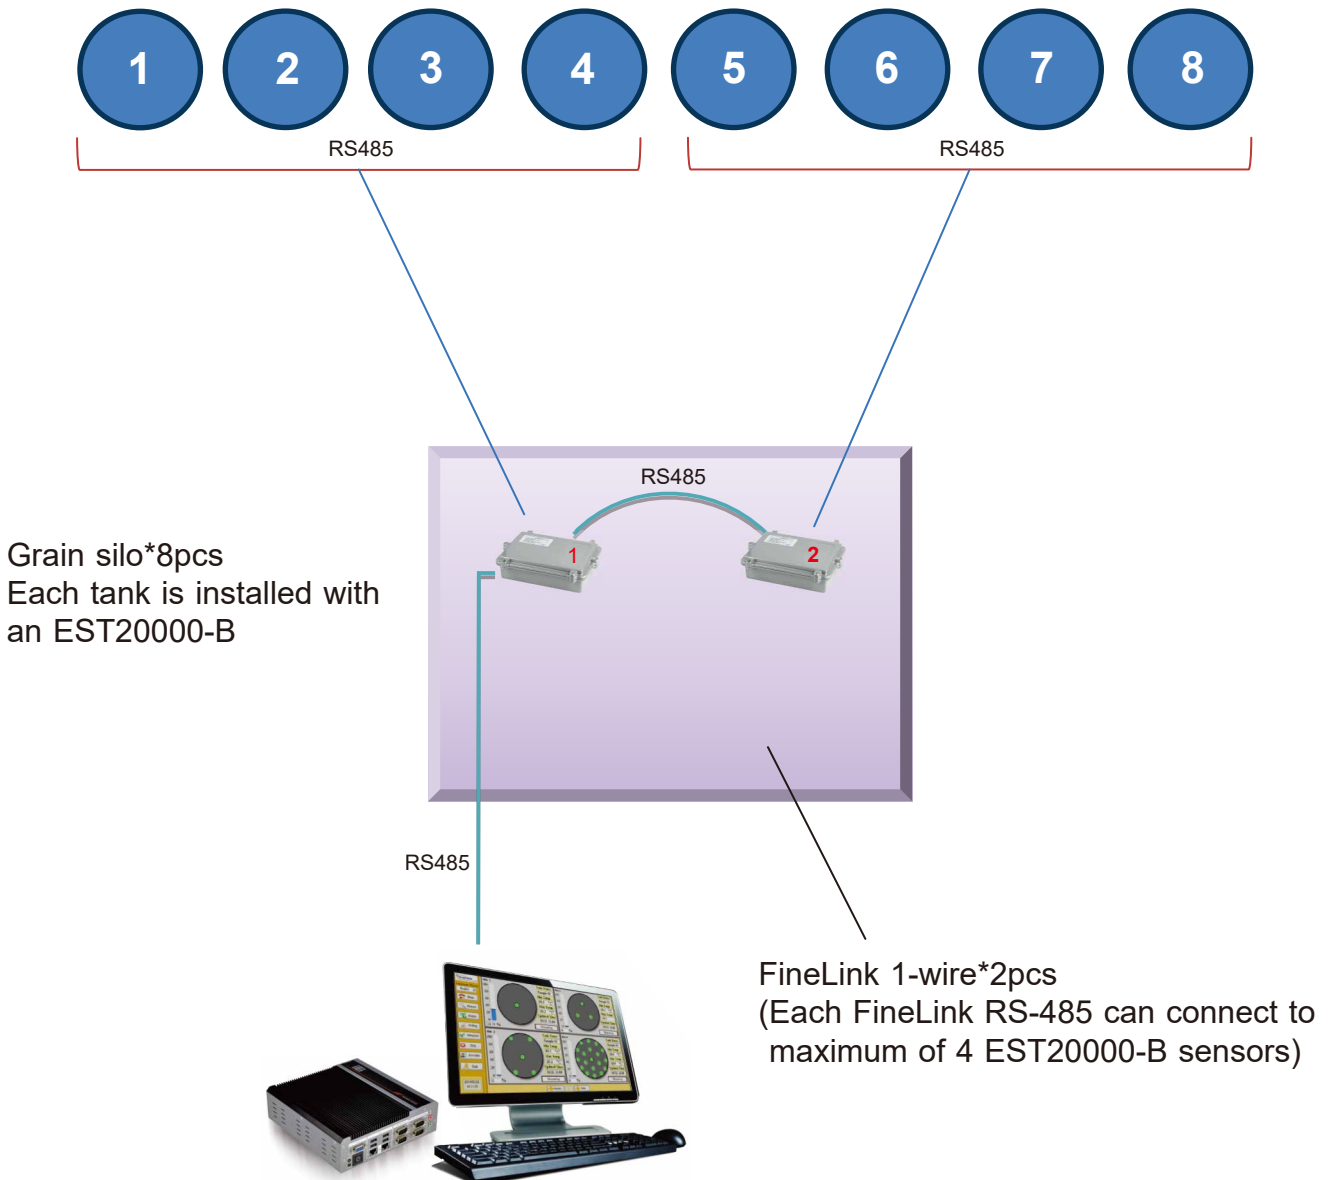 1 2 3 4 5 6 7 8
RS485 RS485
RS485
1 2
Grain silo*8pcs
Each tank is installed with
an EST20000-B
RS485
FineLink 1-wire*2pcs
(Each FineLink RS-485 can connect to
maximum of 4 EST20000-B sensors)